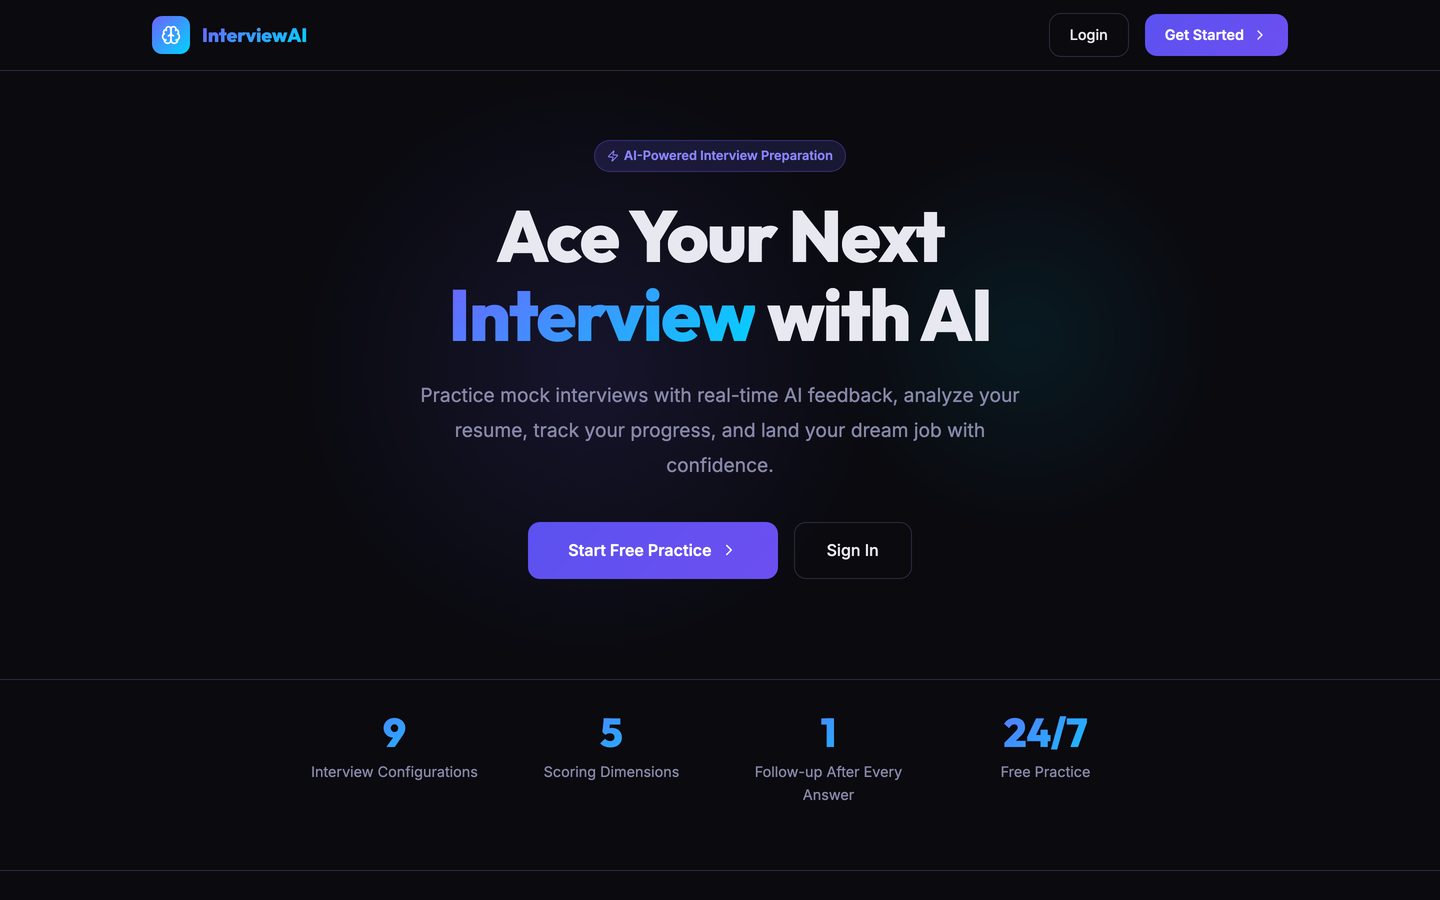 InterviewAI
Login
Get Started
AI-Powered Interview Preparation
Ace Your Next
Interview with AI
Practice mock interviews with real-time AI feedback, analyze your
resume, track your progress, and land your dream job with
confidence.
Start Free Practice
Sign In
9
Interview Configurations
5
Scoring Dimensions
1
Follow-up After Every
Answer
24/7
Free Practice